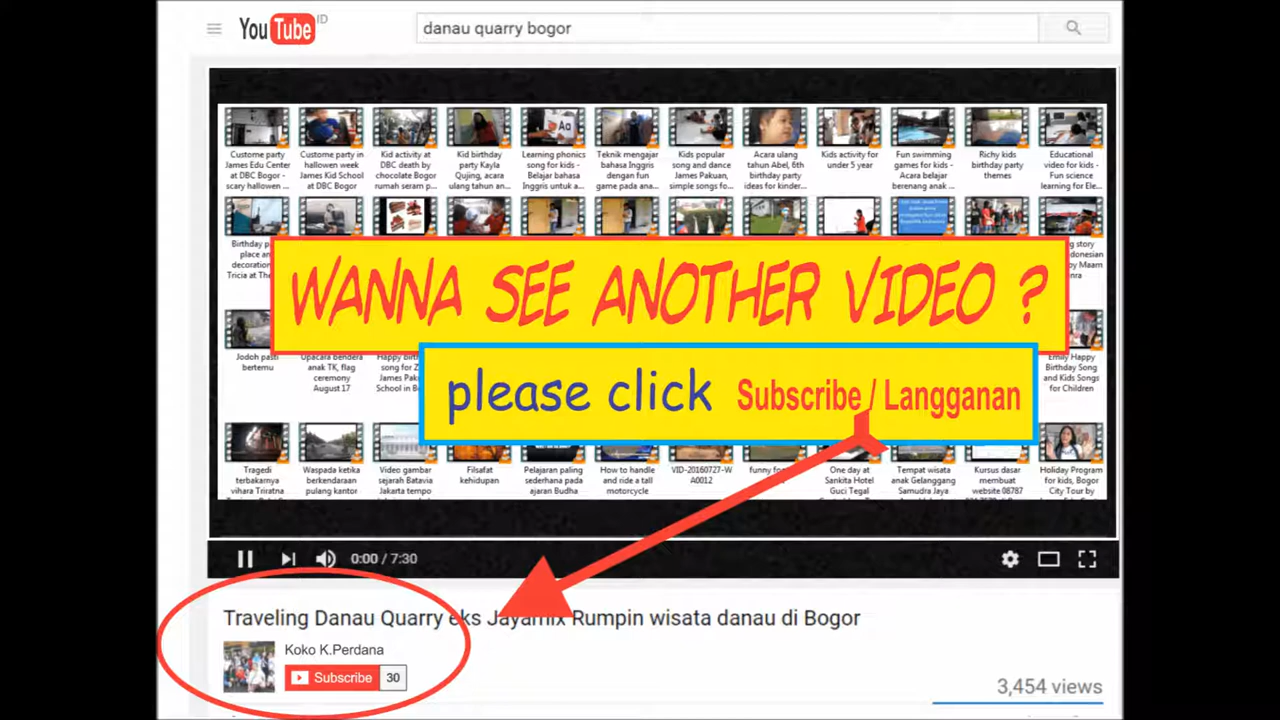 YouTube ID
danau quarry bogor
Custome party
James Edu Center
at DBC Bogor -
scary hallowen ...
Custome party in
hallowen week
James Kid School
at DBC Bogor
Kid activity at
DBC death by
chocolate Bogor
rumah seram p...
Kid birthday
party Kayla
Qujing, acara
ulang tahun an...
Learning phonics
song for kids -
Belajar bahasa
Inggris untuk a...
Teknik mengajar
bahasa Inggris
dengan fun
game pada ana...
Kids popular
song and dance
James Pakuan,
simple songs fo...
Acara ulang
tahun Abel, 6th
birthday party
ideas for kinder...
Kids activity for
under 5 year
Fun swimming
games for kids -
Acara belajar
berenang anak ...
Richy kids
birthday party
themes
Educational
video for kids -
Fun science
learning for Ele...
Aa
WANNA SEE ANOTHER VIDEO ?
please click Subscribe / Langganan
Jodoh pasti
bertemu
Upacara bendera
anak TK, flag
ceremony
August 17
Emily Happy
Birthday Song
and Kids Songs
for Children
Tragedi
terbakarnya
vihara Triratna
Waspada ketika
berkendaraan
pulang kantor
Video gambar
sejarah Batavia
Jakarta tempo
Filsafat
kehidupan
Pelajaran paling
sederhana pada
ajaran Budha
How to handle
and ride a tall
motorcycle
VID-20160727-W
A0012
funny
One day at
Sankita Hotel
Guci Tegal
Tempat wisata
anak Gelanggang
Samudra Jaya
Kursus dasar
membuat
website 08787
Holiday Program
for kids, Bogor
City Tour by
0:00 / 7:30
Traveling Danau Quarry eks Jayamix Rumpin wisata danau di Bogor
Koko K.Perdana
Subscribe 30
3,454 views